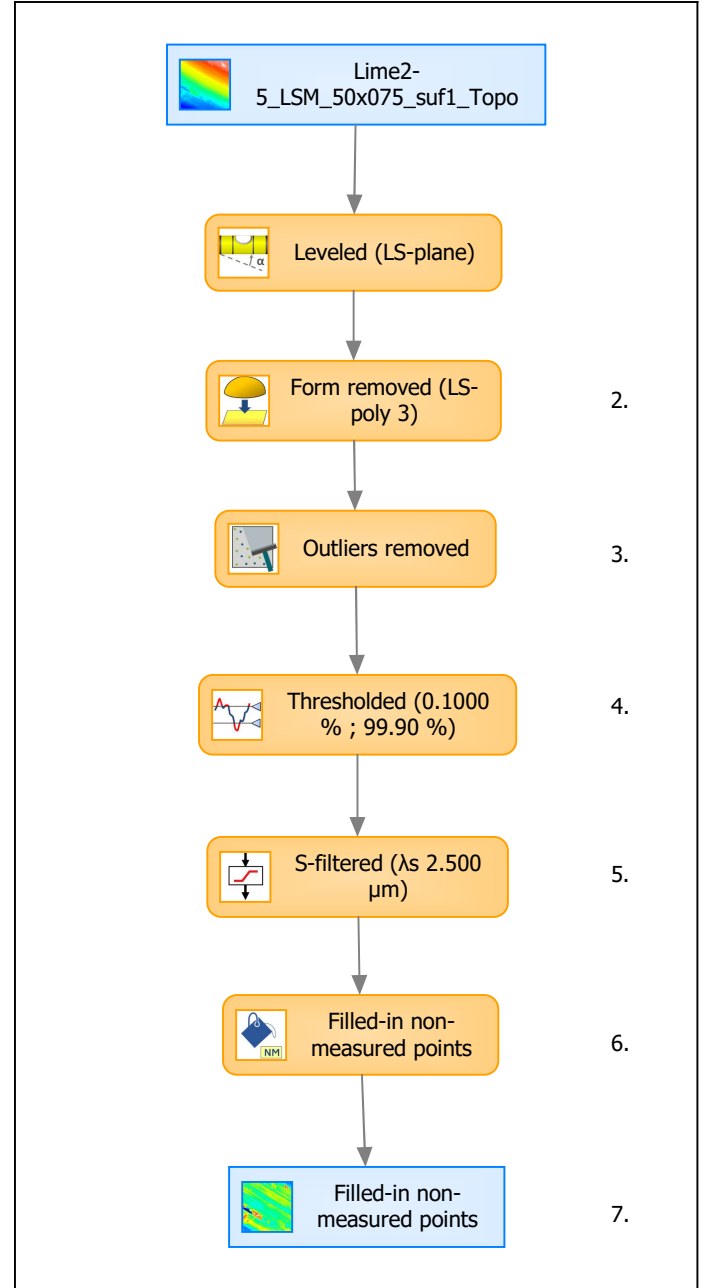 Lime2-
5_LSM_50x075_suf1_Topo
α
Leveled (LS-plane)
Form removed (LS-
poly 3)
2.
Outliers removed
3.
Thresholded (0.1000
% ; 99.90 %)
4.
S-filtered (λs 2.500
µm)
5.
NM
Filled-in non-
measured points
6.
Filled-in non-
measured points
7.